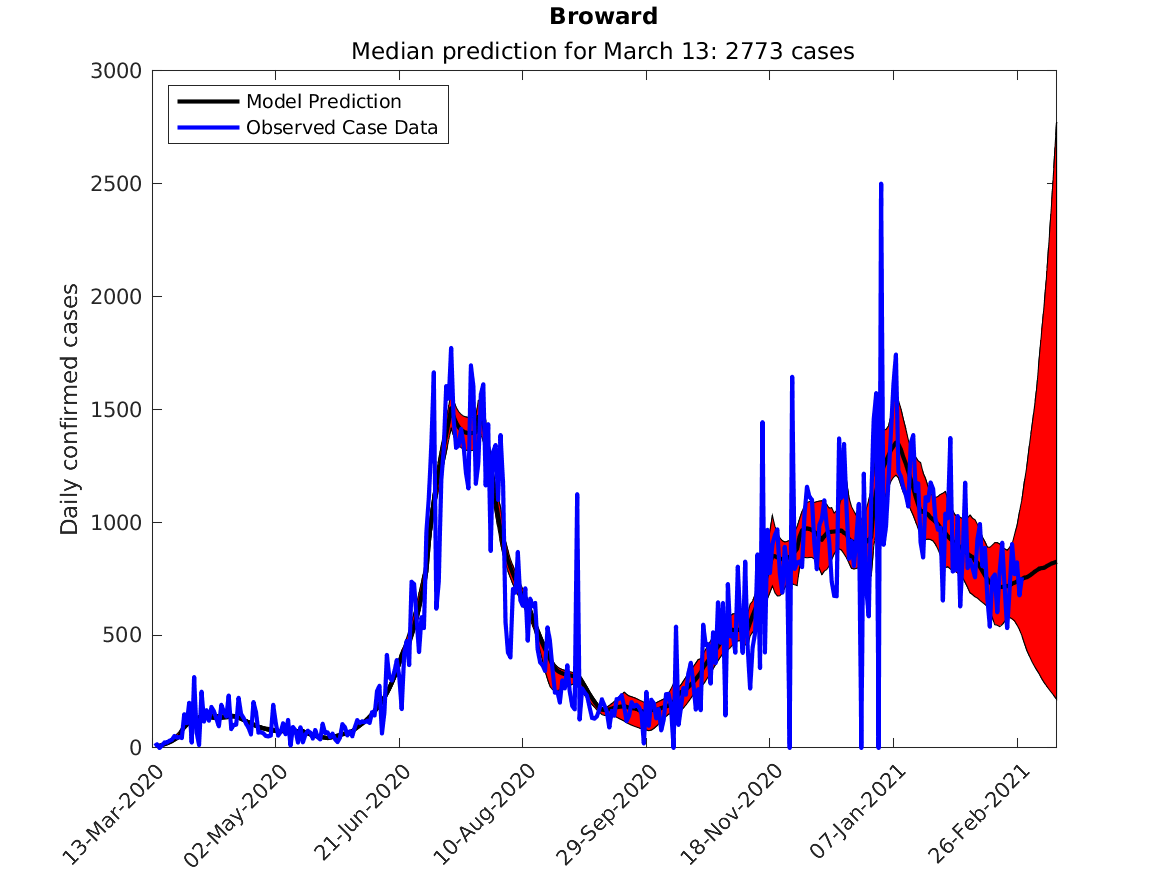 Broward
Median prediction for March 13: 2773 cases
3000
2500
2000
1500
1000
500
0
Daily confirmed cases
Model Prediction
Observed Case Data
13-Mar-2020
02-May-2020
21-Jun-2020
10-Aug-2020
29-Sep-2020
18-Nov-2020
07-Jan-2021
26-Feb-2021